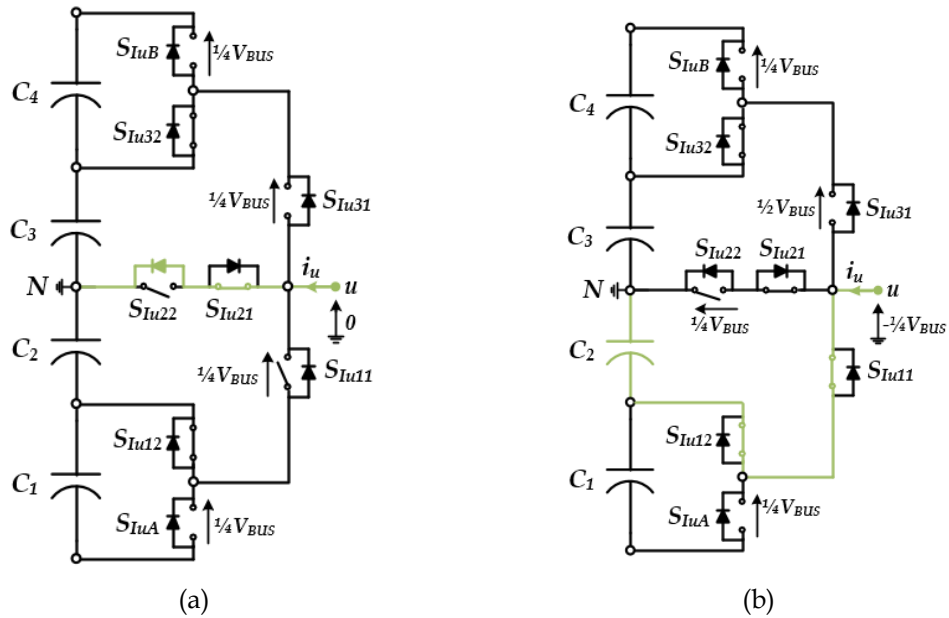 S_IuB
¼V_BUS
C_4
S_Iu32
¼V_BUS
S_Iu31
C_3
N
i_u
u
S_Iu22
S_Iu21
0
C_2
¼V_BUS
S_Iu11
S_Iu12
C_1
S_IuA
¼V_BUS
(a)
S_IuB
¼V_BUS
C_4
S_Iu32
½V_BUS
S_Iu31
C_3
S_Iu22
S_Iu21
N
i_u
u
¼V_BUS
-¼V_BUS
C_2
S_Iu11
S_Iu12
C_1
S_IuA
¼V_BUS
(b)